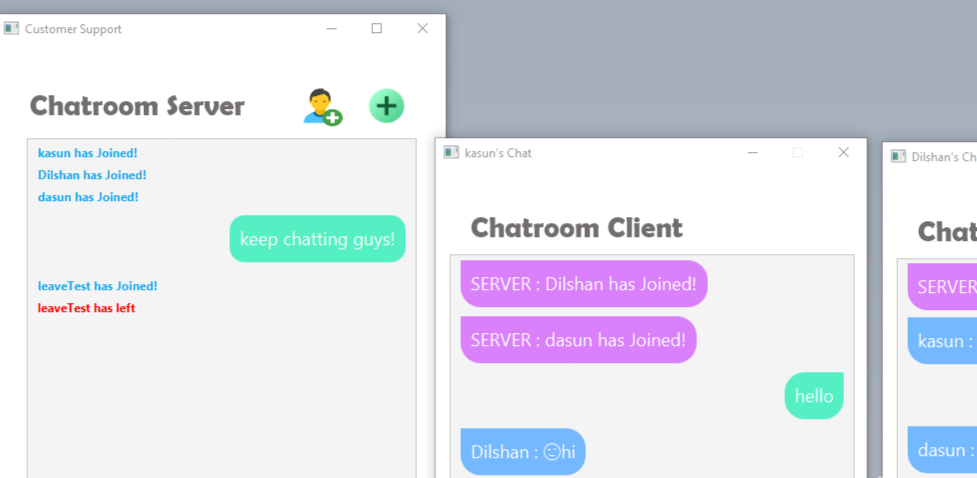 Customer Support
Chatroom Server
kasun has Joined!
Dilshan has Joined!
dasun has Joined!
keep chatting guys!
leaveTest has Joined!
leaveTest has left
kasun's Chat
Chatroom Client
SERVER : Dilshan has Joined!
SERVER : dasun has Joined!
hello
Dilshan : 😉hi
Dilshan's Ch
Chat
SERVER
kasun :
dasun :